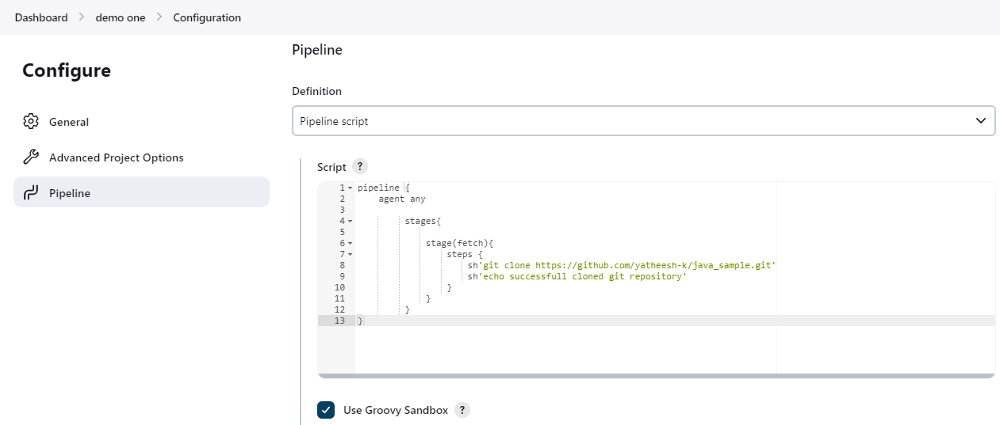 Dashboard > demo one > Configuration
Configure
General
Advanced Project Options
Pipeline
Pipeline
Definition
Pipeline script
Script ?
1 pipeline {
2     agent any
3
4         stages{
5
6             stage(fetch){
7                 steps {
8                     sh'git clone https://github.com/yatheesh-k/java_sample.git'
9                     sh'echo successfull cloned git repository'
10                 }
11             }
12         }
13 }
Use Groovy Sandbox ?